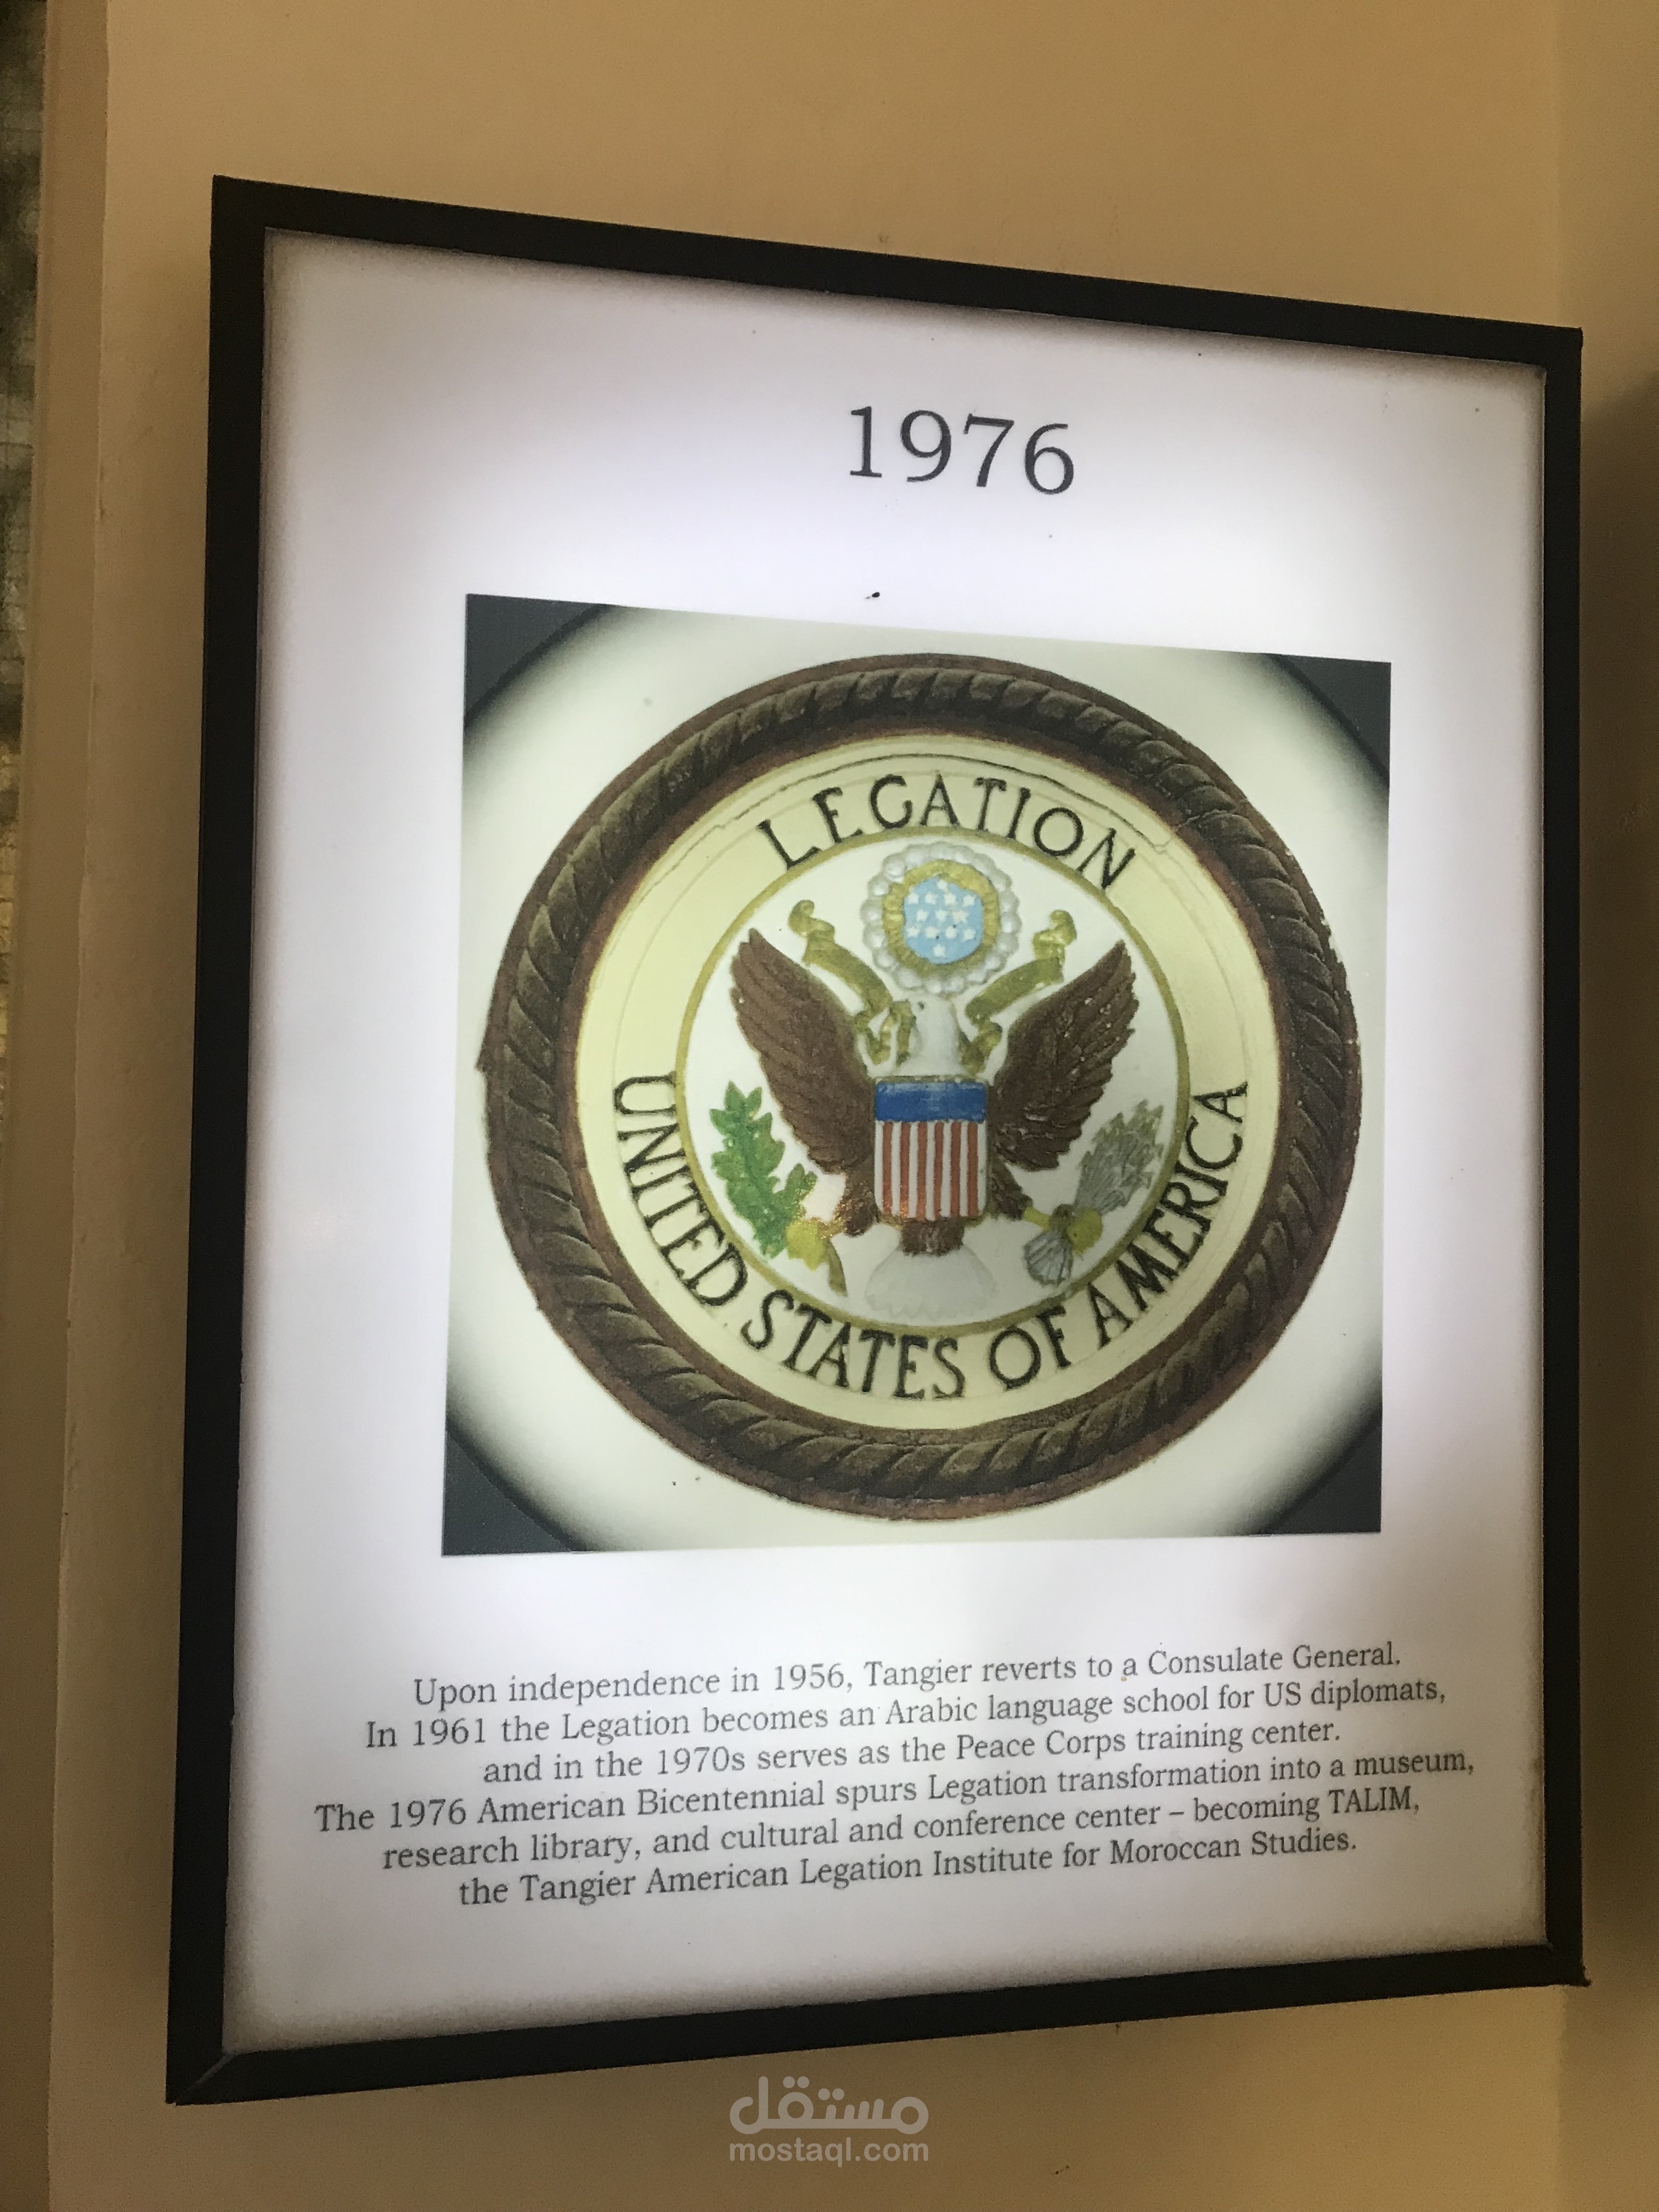 1976
LEGATION
UNITED STATES OF AMERICA
Upon independence in 1956, Tangier reverts to a Consulate General.
In 1961 the Legation becomes an Arabic language school for US diplomats,
and in the 1970s serves as the Peace Corps training center.
The 1976 American Bicentennial spurs Legation transformation into a museum,
research library, and cultural and conference center – becoming TALIM,
the Tangier American Legation Institute for Moroccan Studies.
مستقل
mostaql.com